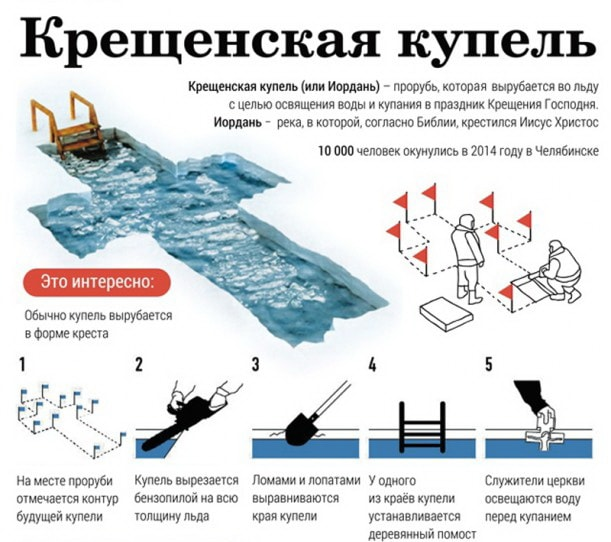 Крещенская купель
Крещенская купель (или Иордань) – прорубь, которая вырубается во льду
с целью освящения воды и купания в праздник Крещения Господня.
Иордань – река, в которой, согласно Библии, крестился Иисус Христос
10 000 человек окунулись в 2014 году в Челябинске
Это интересно:
Обычно купель вырубается
в форме креста
1
На месте проруби
отмечается контур
будущей купели
2
Купель вырезается
бензопилой на всю
толщину льда
3
Ломами и лопатами
выравниваются
края купели
4
У одного
из краёв купели
устанавливается
деревянный помост
5
Служители церкви
освещаются воду
перед купанием